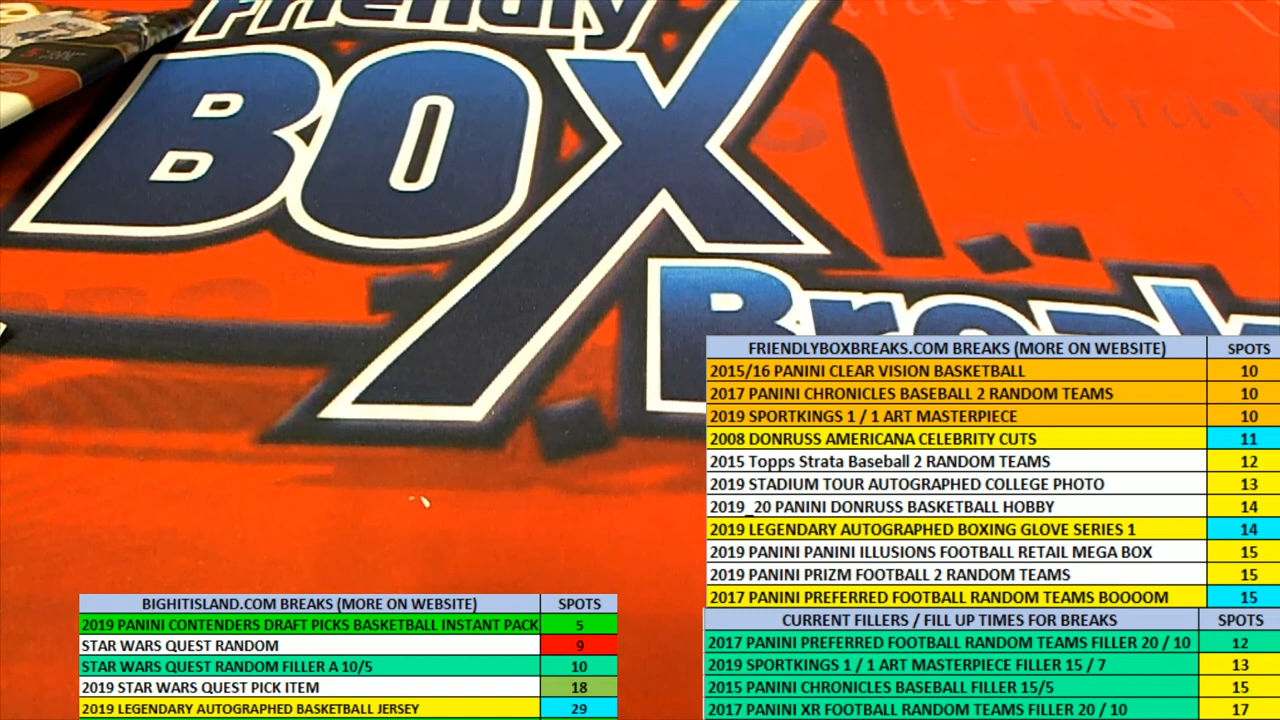 Friendly
BOX
Ultra
FRIENDLYBOXBREAKS.COM BREAKS (MORE ON WEBSITE) SPOTS
2015/16 PANINI CLEAR VISION BASKETBALL 10
2017 PANINI CHRONICLES BASEBALL 2 RANDOM TEAMS 10
2019 SPORTKINGS 1 / 1 ART MASTERPIECE 10
2008 DONRUSS AMERICANA CELEBRITY CUTS 11
2015 Topps Strata Baseball 2 RANDOM TEAMS 12
2019 STADIUM TOUR AUTOGRAPHED COLLEGE PHOTO 13
2019_20 PANINI DONRUSS BASKETBALL HOBBY 14
2019 LEGENDARY AUTOGRAPHED BOXING GLOVE SERIES 1 14
2019 PANINI PANINI ILLUSIONS FOOTBALL RETAIL MEGA BOX 15
2019 PANINI PRIZM FOOTBALL 2 RANDOM TEAMS 15
2017 PANINI PREFERRED FOOTBALL RANDOM TEAMS BOOOOM 15
CURRENT FILLERS / FILL UP TIMES FOR BREAKS SPOTS
2017 PANINI PREFERRED FOOTBALL RANDOM TEAMS FILLER 20 / 10 12
2019 SPORTKINGS 1 / 1 ART MASTERPIECE FILLER 15 / 7 13
2015 PANINI CHRONICLES BASEBALL FILLER 15/5 15
2017 PANINI XR FOOTBALL RANDOM TEAMS FILLER 20 / 10 17
BIGHITISLAND.COM BREAKS (MORE ON WEBSITE) SPOTS
2019 PANINI CONTENDERS DRAFT PICKS BASKETBALL INSTANT PACK 5
STAR WARS QUEST RANDOM 9
STAR WARS QUEST RANDOM FILLER A 10/5 10
2019 STAR WARS QUEST PICK ITEM 18
2019 LEGENDARY AUTOGRAPHED BASKETBALL JERSEY 29